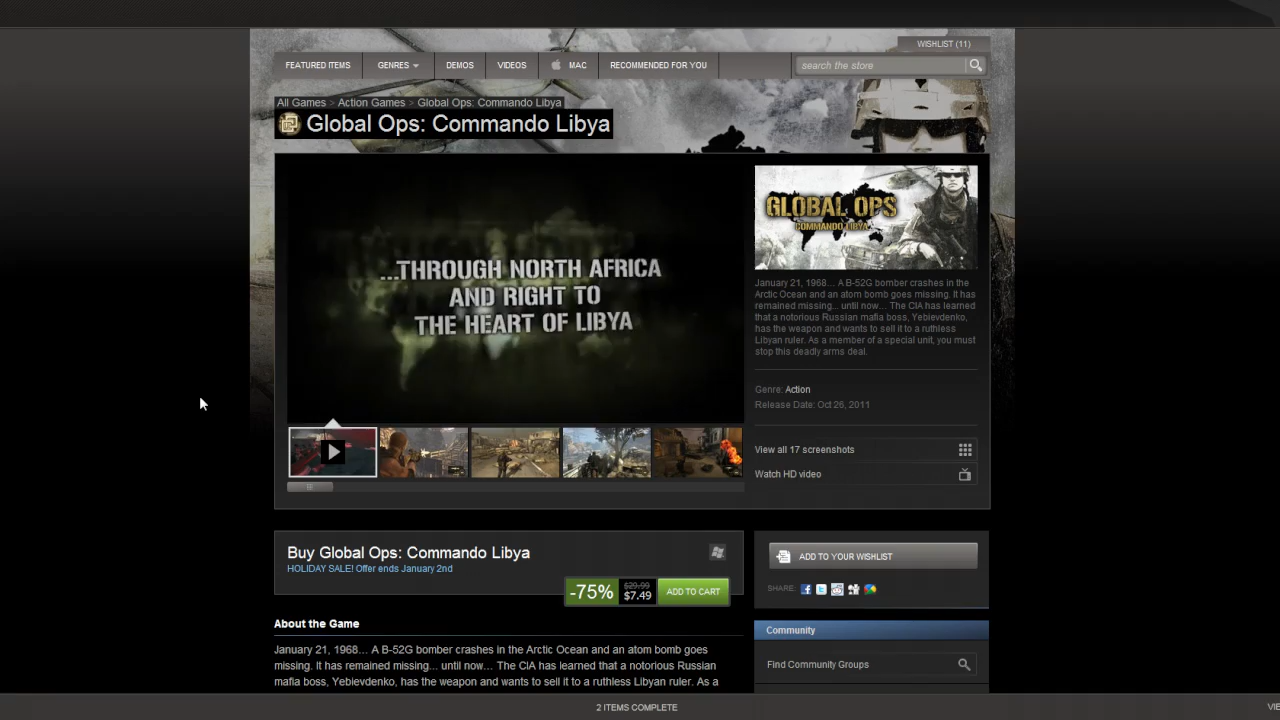 WISHLIST (11)
FEATURED ITEMS GENRES DEMOS VIDEOS MAC RECOMMENDED FOR YOU search the store
All Games > Action Games > Global Ops: Commando Libya
Global Ops: Commando Libya
...THROUGH NORTH AFRICA
AND RIGHT TO
THE HEART OF LIBYA
GLOBAL OPS
COMMANDO LIBYA
January 21, 1968... A B-52G bomber crashes in the
Arctic Ocean and an atom bomb goes missing. It has
remained missing... until now... The CIA has learned
that a notorious Russian mafia boss, Yebievdenko,
has the weapon and wants to sell it to a ruthless
Libyan ruler. As a member of a special unit, you must
stop this deadly arms deal.
Genre: Action
Release Date: Oct 26, 2011
View all 17 screenshots
Watch HD video
Buy Global Ops: Commando Libya
HOLIDAY SALE! Offer ends January 2nd
-75% $29.99 $7.49 ADD TO CART
ADD TO YOUR WISHLIST
SHARE:
About the Game
January 21, 1968... A B-52G bomber crashes in the Arctic Ocean and an atom bomb goes
missing. It has remained missing... until now... The CIA has learned that a notorious Russian
mafia boss, Yebievdenko, has the weapon and wants to sell it to a ruthless Libyan ruler. As a
Community
Find Community Groups
2 ITEMS COMPLETE
VIE